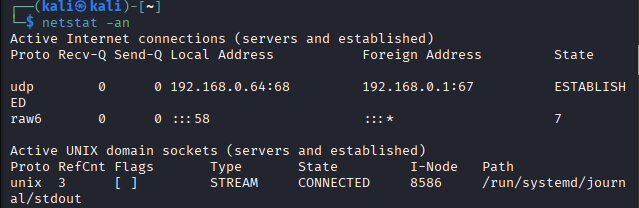 ┌──(kali㉿kali)-[~]
└─$ netstat -an
Active Internet connections (servers and established)
Proto Recv-Q Send-Q Local Address           Foreign Address         State
udp        0      0 192.168.0.64:68         192.168.0.1:67          ESTABLISH
ED
raw6       0      0 :::58                   :::*                    7
Active UNIX domain sockets (servers and established)
Proto RefCnt Flags       Type       State         I-Node   Path
unix  3      [ ]         STREAM     CONNECTED     8586     /run/systemd/journ
al/stdout